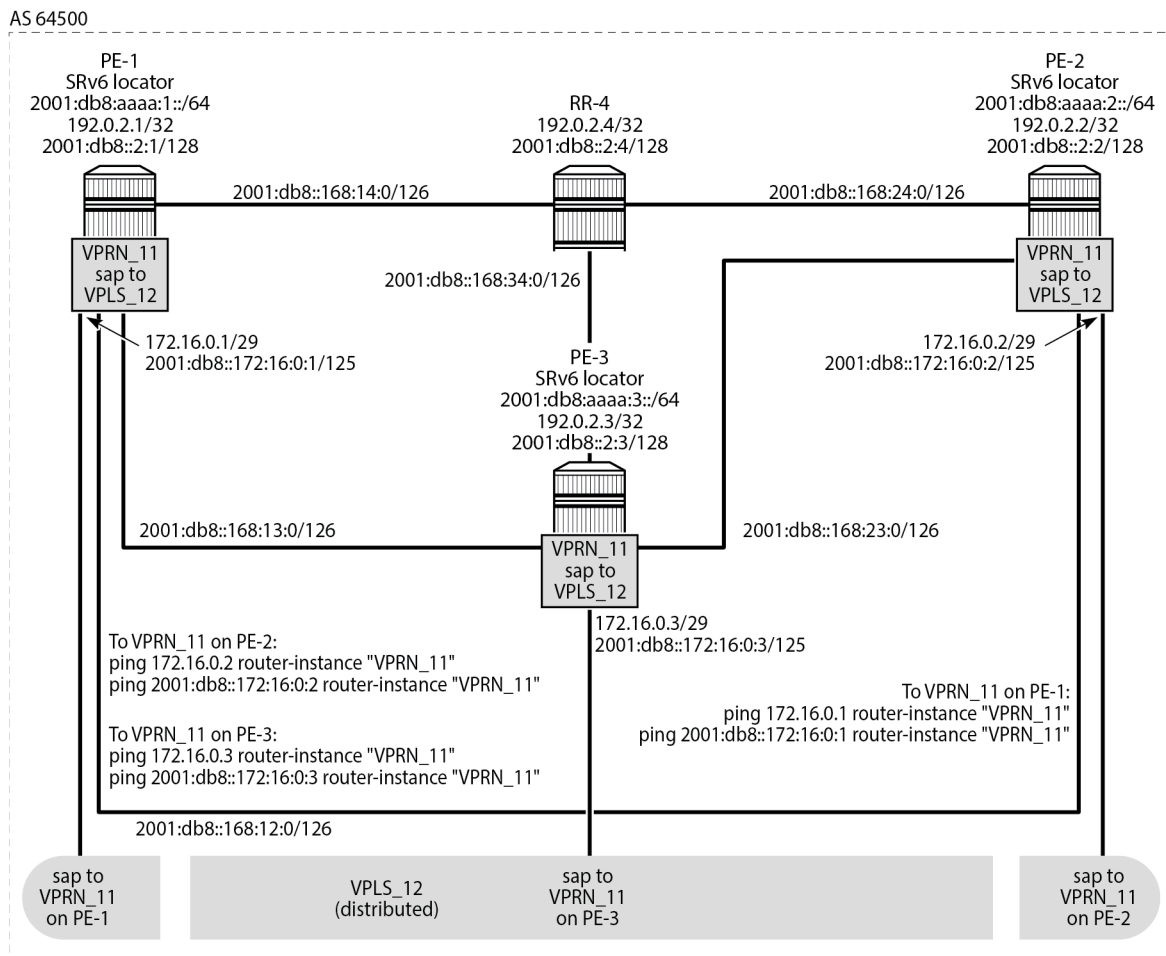 AS 64500
PE-1
SRv6 locator
2001:db8:aaaa:1::/64
192.0.2.1/32
2001:db8::2:1/128
RR-4
192.0.2.4/32
2001:db8::2:4/128
PE-2
SRv6 locator
2001:db8:aaaa:2::/64
192.0.2.2/32
2001:db8::2:2/128
2001:db8::168:14:0/126
2001:db8::168:24:0/126
VPRN_11
sap to
VPLS_12
VPRN_11
sap to
VPLS_12
2001:db8::168:34:0/126
172.16.0.1/29
2001:db8::172:16:0:1/125
172.16.0.2/29
2001:db8::172:16:0:2/125
PE-3
SRv6 locator
2001:db8:aaaa:3::/64
192.0.2.3/32
2001:db8::2:3/128
2001:db8::168:13:0/126
2001:db8::168:23:0/126
VPRN_11
sap to
VPLS_12
172.16.0.3/29
2001:db8::172:16:0:3/125
To VPRN_11 on PE-2:
ping 172.16.0.2 router-instance "VPRN_11"
ping 2001:db8::172:16:0:2 router-instance "VPRN_11"
To VPRN_11 on PE-3:
ping 172.16.0.3 router-instance "VPRN_11"
ping 2001:db8::172:16:0:3 router-instance "VPRN_11"
To VPRN_11 on PE-1:
ping 172.16.0.1 router-instance "VPRN_11"
ping 2001:db8::172:16:0:1 router-instance "VPRN_11"
2001:db8::168:12:0/126
sap to
VPRN_11
on PE-1
VPLS_12
(distributed)
sap to
VPRN_11
on PE-3
sap to
VPRN_11
on PE-2